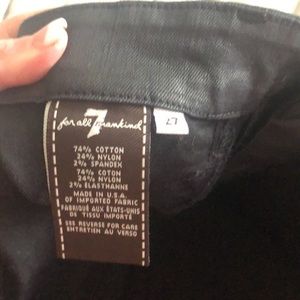 7
for all mankind
27
74% COTTON
24% NYLON
2% SPANDEX
74% COTON
24% NYLON
2% ELASTHANNE
MADE IN U.S.A.
OF IMPORTED FABRIC
FABRIQUÉ AUX ÉTATS-UNIS
DE TISSU IMPORTÉ
SEE REVERSE FOR CARE
ENTRETIEN AU VERSO